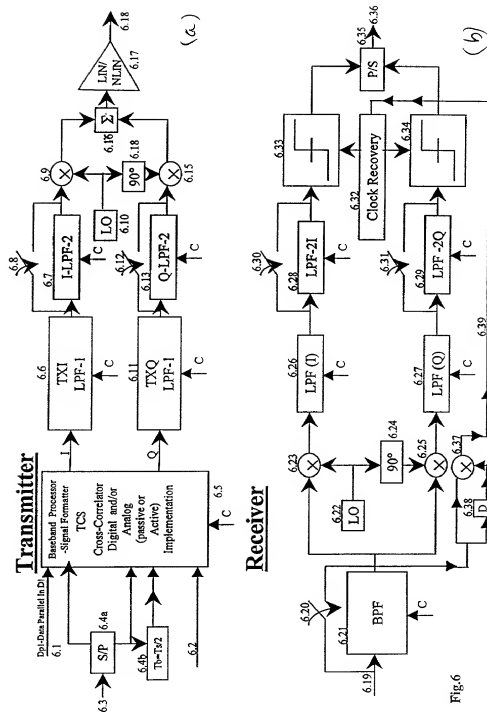 Transmitter
(a)
Dp1-Data Parallel In DI
6.1
6.2
6.3
S/P
6.4a
6.4b
Tb=Ts/2
Baseband Processor
-Signal Formatter
TCS
Cross-Correlator
Digital and/or
Analog
(passive or
Active)
Implementation
6.5
C
I
Q
6.6
TXI
LPF-1
C
6.11
TXQ
LPF-1
C
6.8
6.7
I-LPF-2
C
6.12
6.13
Q-LPF-2
C
6.9
LO
6.10
90°
6.18
6.15
Σ
6.16
LIN/
NLIN
6.17
6.18
Receiver
(b)
6.19
6.20
6.21
BPF
C
6.22
LO
6.23
6.24
90°
6.25
6.26
LPF (I)
C
6.27
LPF (Q)
C
6.30
6.28
LPF-2I
C
6.31
6.29
LPF -2Q
C
6.33
6.32
Clock Recovery
6.34
6.35
P/S
6.36
6.37
6.38
D
6.39
Fig.6